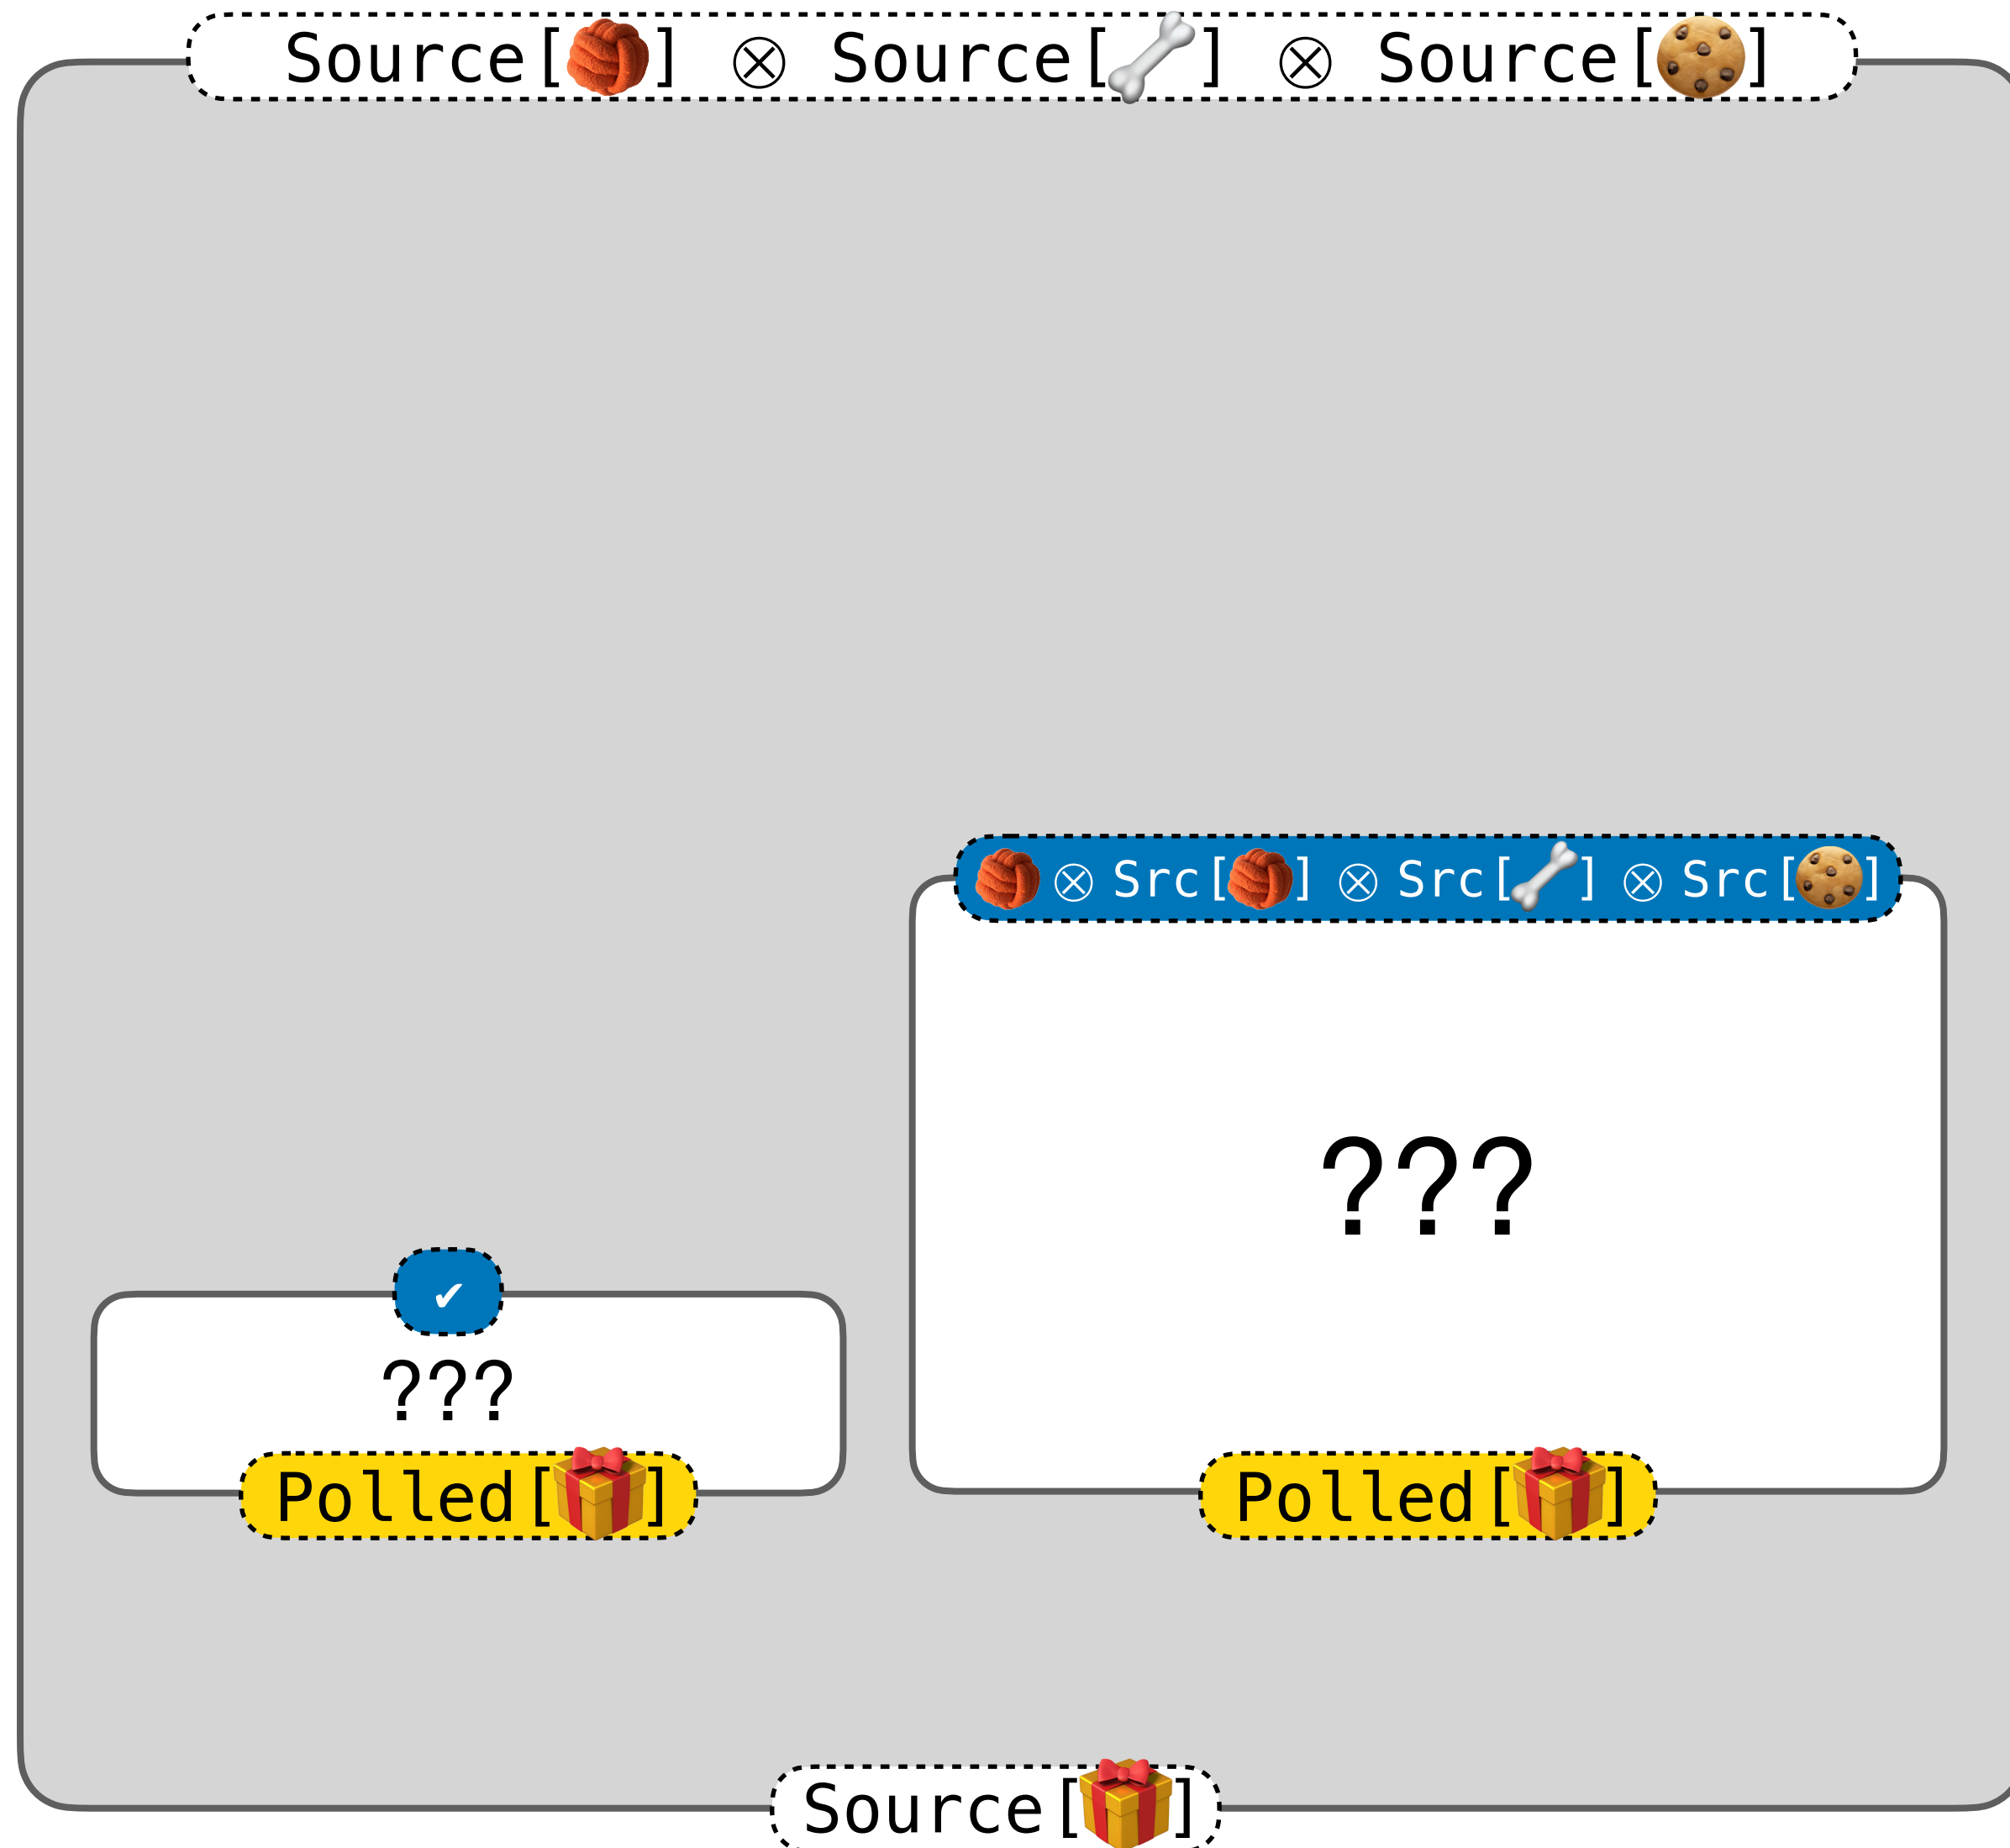 Source[🧶] ⊗ Source[🦴] ⊗ Source[🍪]
🧶 ⊗ Src[🧶] ⊗ Src[🦴] ⊗ Src[🍪]
???
✔
???
Polled[🎁]
Polled[🎁]
Source[🎁]